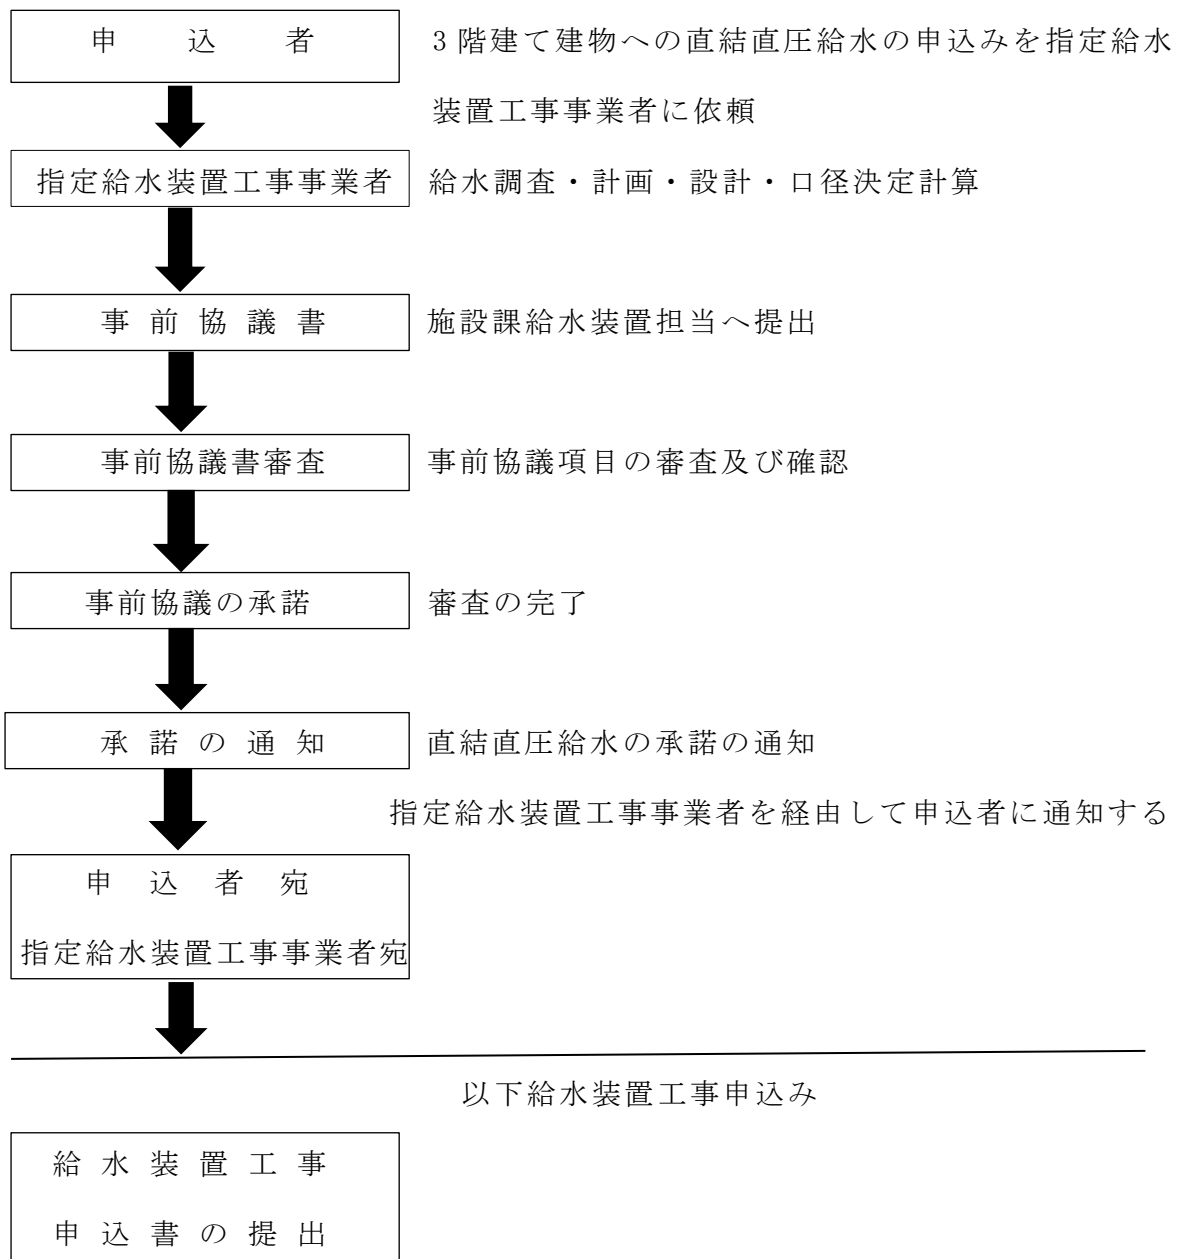 申込者 3階建て建物への直結直圧給水の申込みを指定給水
装置工事事業者に依頼
指定給水装置工事事業者 給水調査・計画・設計・口径決定計算
事前協議書 施設課給水装置担当へ提出
事前協議書審査 事前協議項目の審査及び確認
事前協議の承諾 審査の完了
承諾の通知 直結直圧給水の承諾の通知
指定給水装置工事事業者を経由して申込者に通知する
申込者宛
指定給水装置工事事業者宛
以下給水装置工事申込み
給水装置工事
申込書の提出